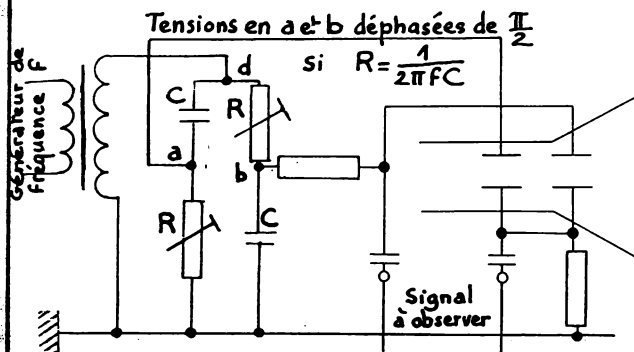 Tensions en a et b déphasées de π/2
si R = 1/2πfC
Générateur de
fréquence F
d
C
R
a
b
R
C
Signal
à observer